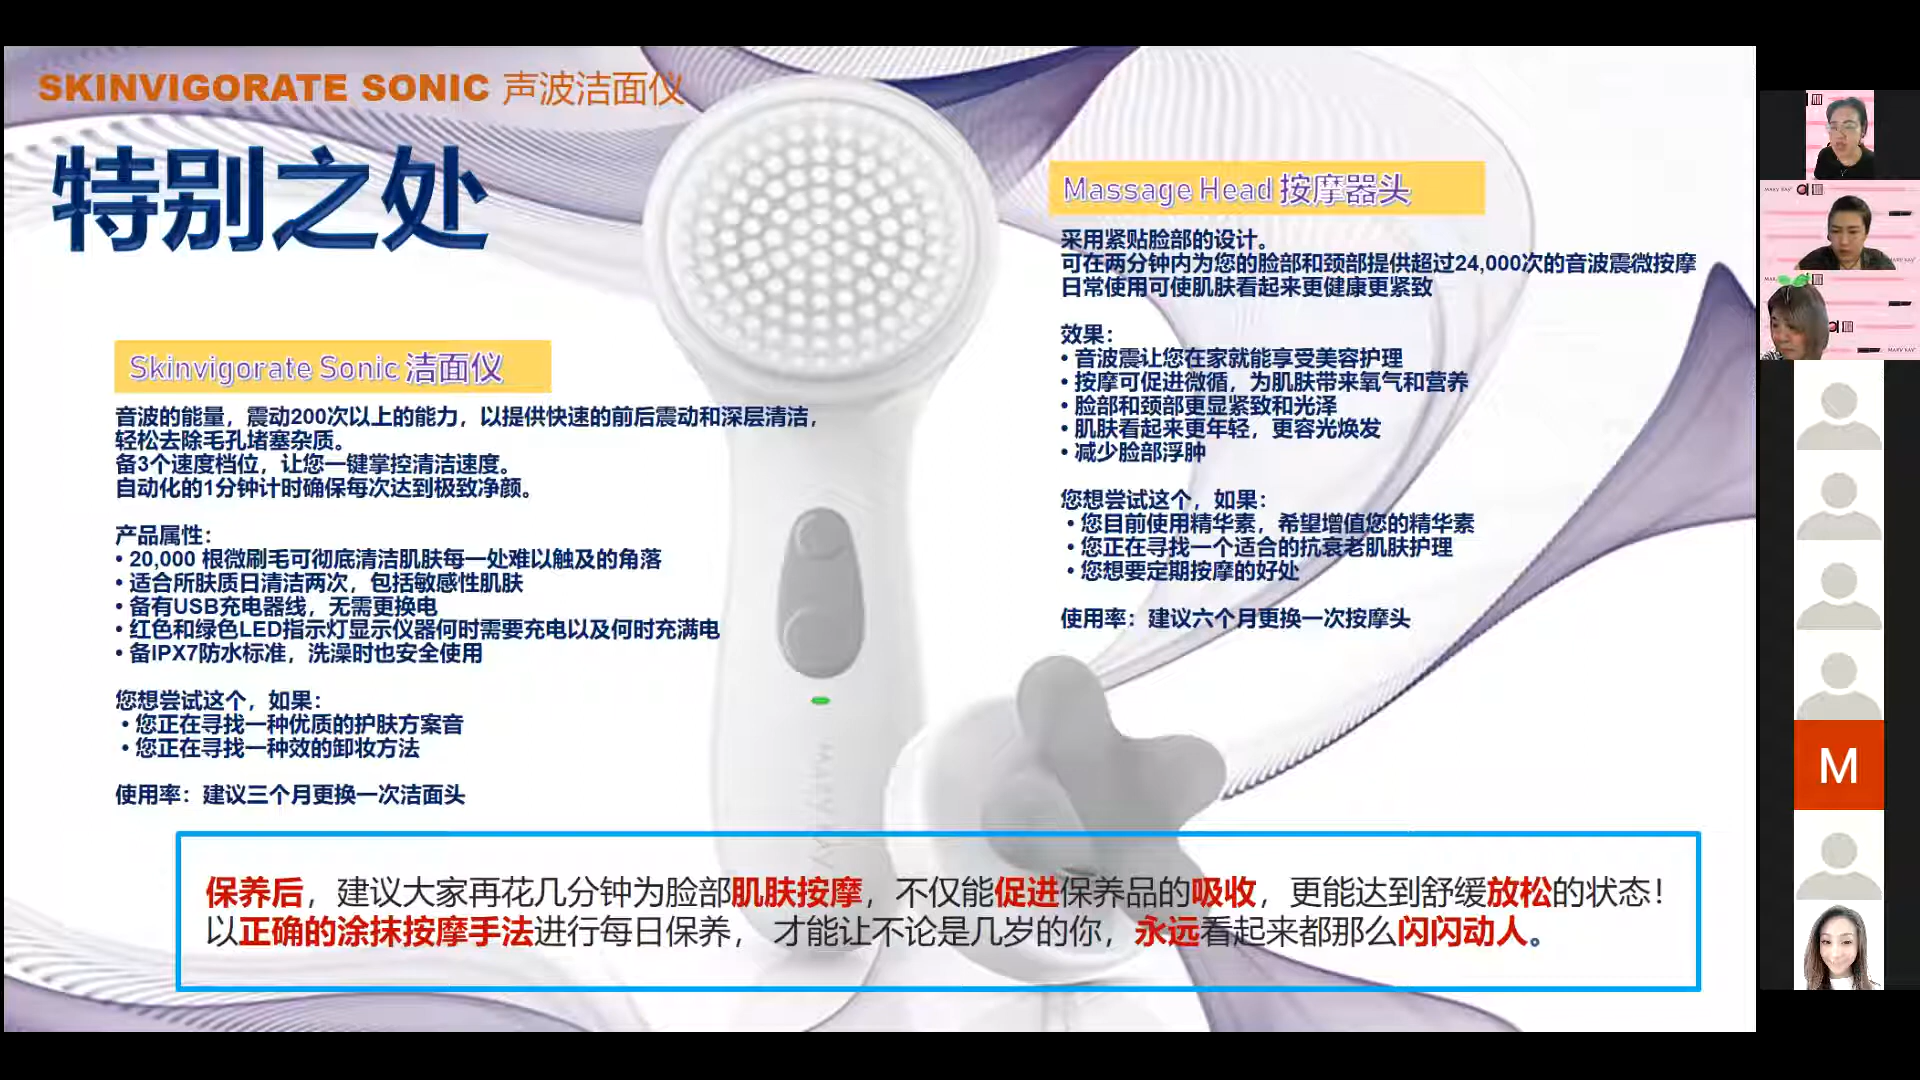 SKINVIGORATE SONIC 声波洁面仪
特别之处
Skinvigorate Sonic 洁面仪
音波的能量，震动200次以上的能力，以提供快速的前后震动和深层清洁，
轻松去除毛孔堵塞杂质。
备3个速度档位，让您一键掌控清洁速度。
自动化的1分钟计时确保每次达到极致净颜。
产品属性：
• 20,000 根微刷毛可彻底清洁肌肤每一处难以触及的角落
• 适合所肤质日清洁两次，包括敏感性肌肤
• 备有USB充电器线，无需更换电
• 红色和绿色LED指示灯显示仪器何时需要充电以及何时充满电
• 备IPX7防水标准，洗澡时也安全使用
您想尝试这个，如果：
• 您正在寻找一种优质的护肤方案音
• 您正在寻找一种效的卸妆方法
使用率：建议三个月更换一次洁面头
Massage Head 按摩器头
采用紧贴脸部的设计。
可在两分钟内为您的脸部和颈部提供超过24,000次的音波震微按摩
日常使用可使肌肤看起来更健康更紧致
效果：
• 音波震让您在家就能享受美容护理
• 按摩可促进微循，为肌肤带来氧气和营养
• 脸部和颈部更显紧致和光泽
• 肌肤看起来更年轻，更容光焕发
• 减少脸部浮肿
您想尝试这个，如果：
• 您目前使用精华素，希望增值您的精华素
• 您正在寻找一个适合的抗衰老肌肤护理
• 您想要定期按摩的好处
使用率：建议六个月更换一次按摩头
MARY KAY
保养后，建议大家再花几分钟为脸部肌肤按摩，不仅能促进保养品的吸收，更能达到舒缓放松的状态！
以正确的涂抹按摩手法进行每日保养， 才能让不论是几岁的你，永远看起来都那么闪闪动人。
MARY KAY
MARY KAY
MARY KAY
M